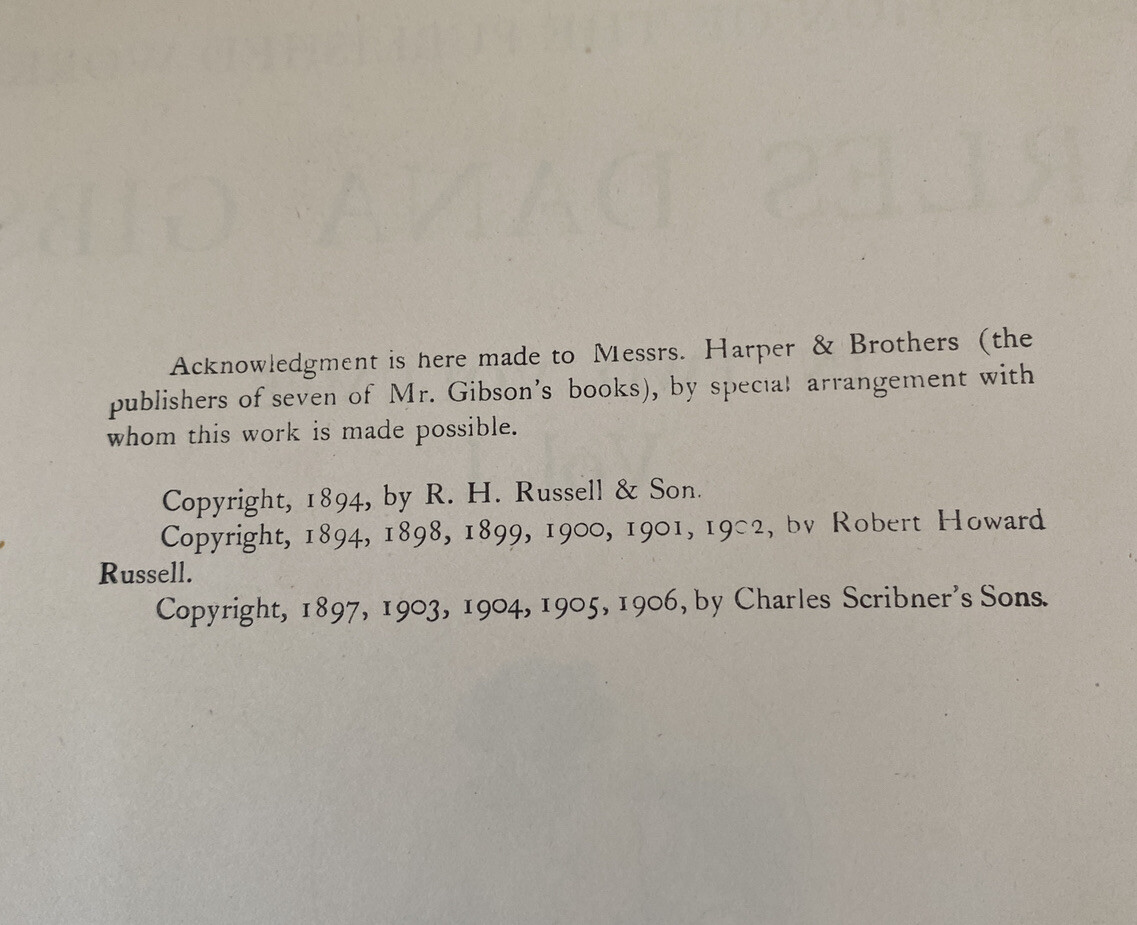 Acknowledgment is here made to Messrs. Harper & Brothers (the
publishers of seven of Mr. Gibson's books), by special arrangement with
whom this work is made possible.
Copyright, 1894, by R. H. Russell & Son.
Copyright, 1894, 1898, 1899, 1900, 1901, 1902, by Robert Howard
Russell.
Copyright, 1897, 1903, 1904, 1905, 1906, by Charles Scribner's Sons.